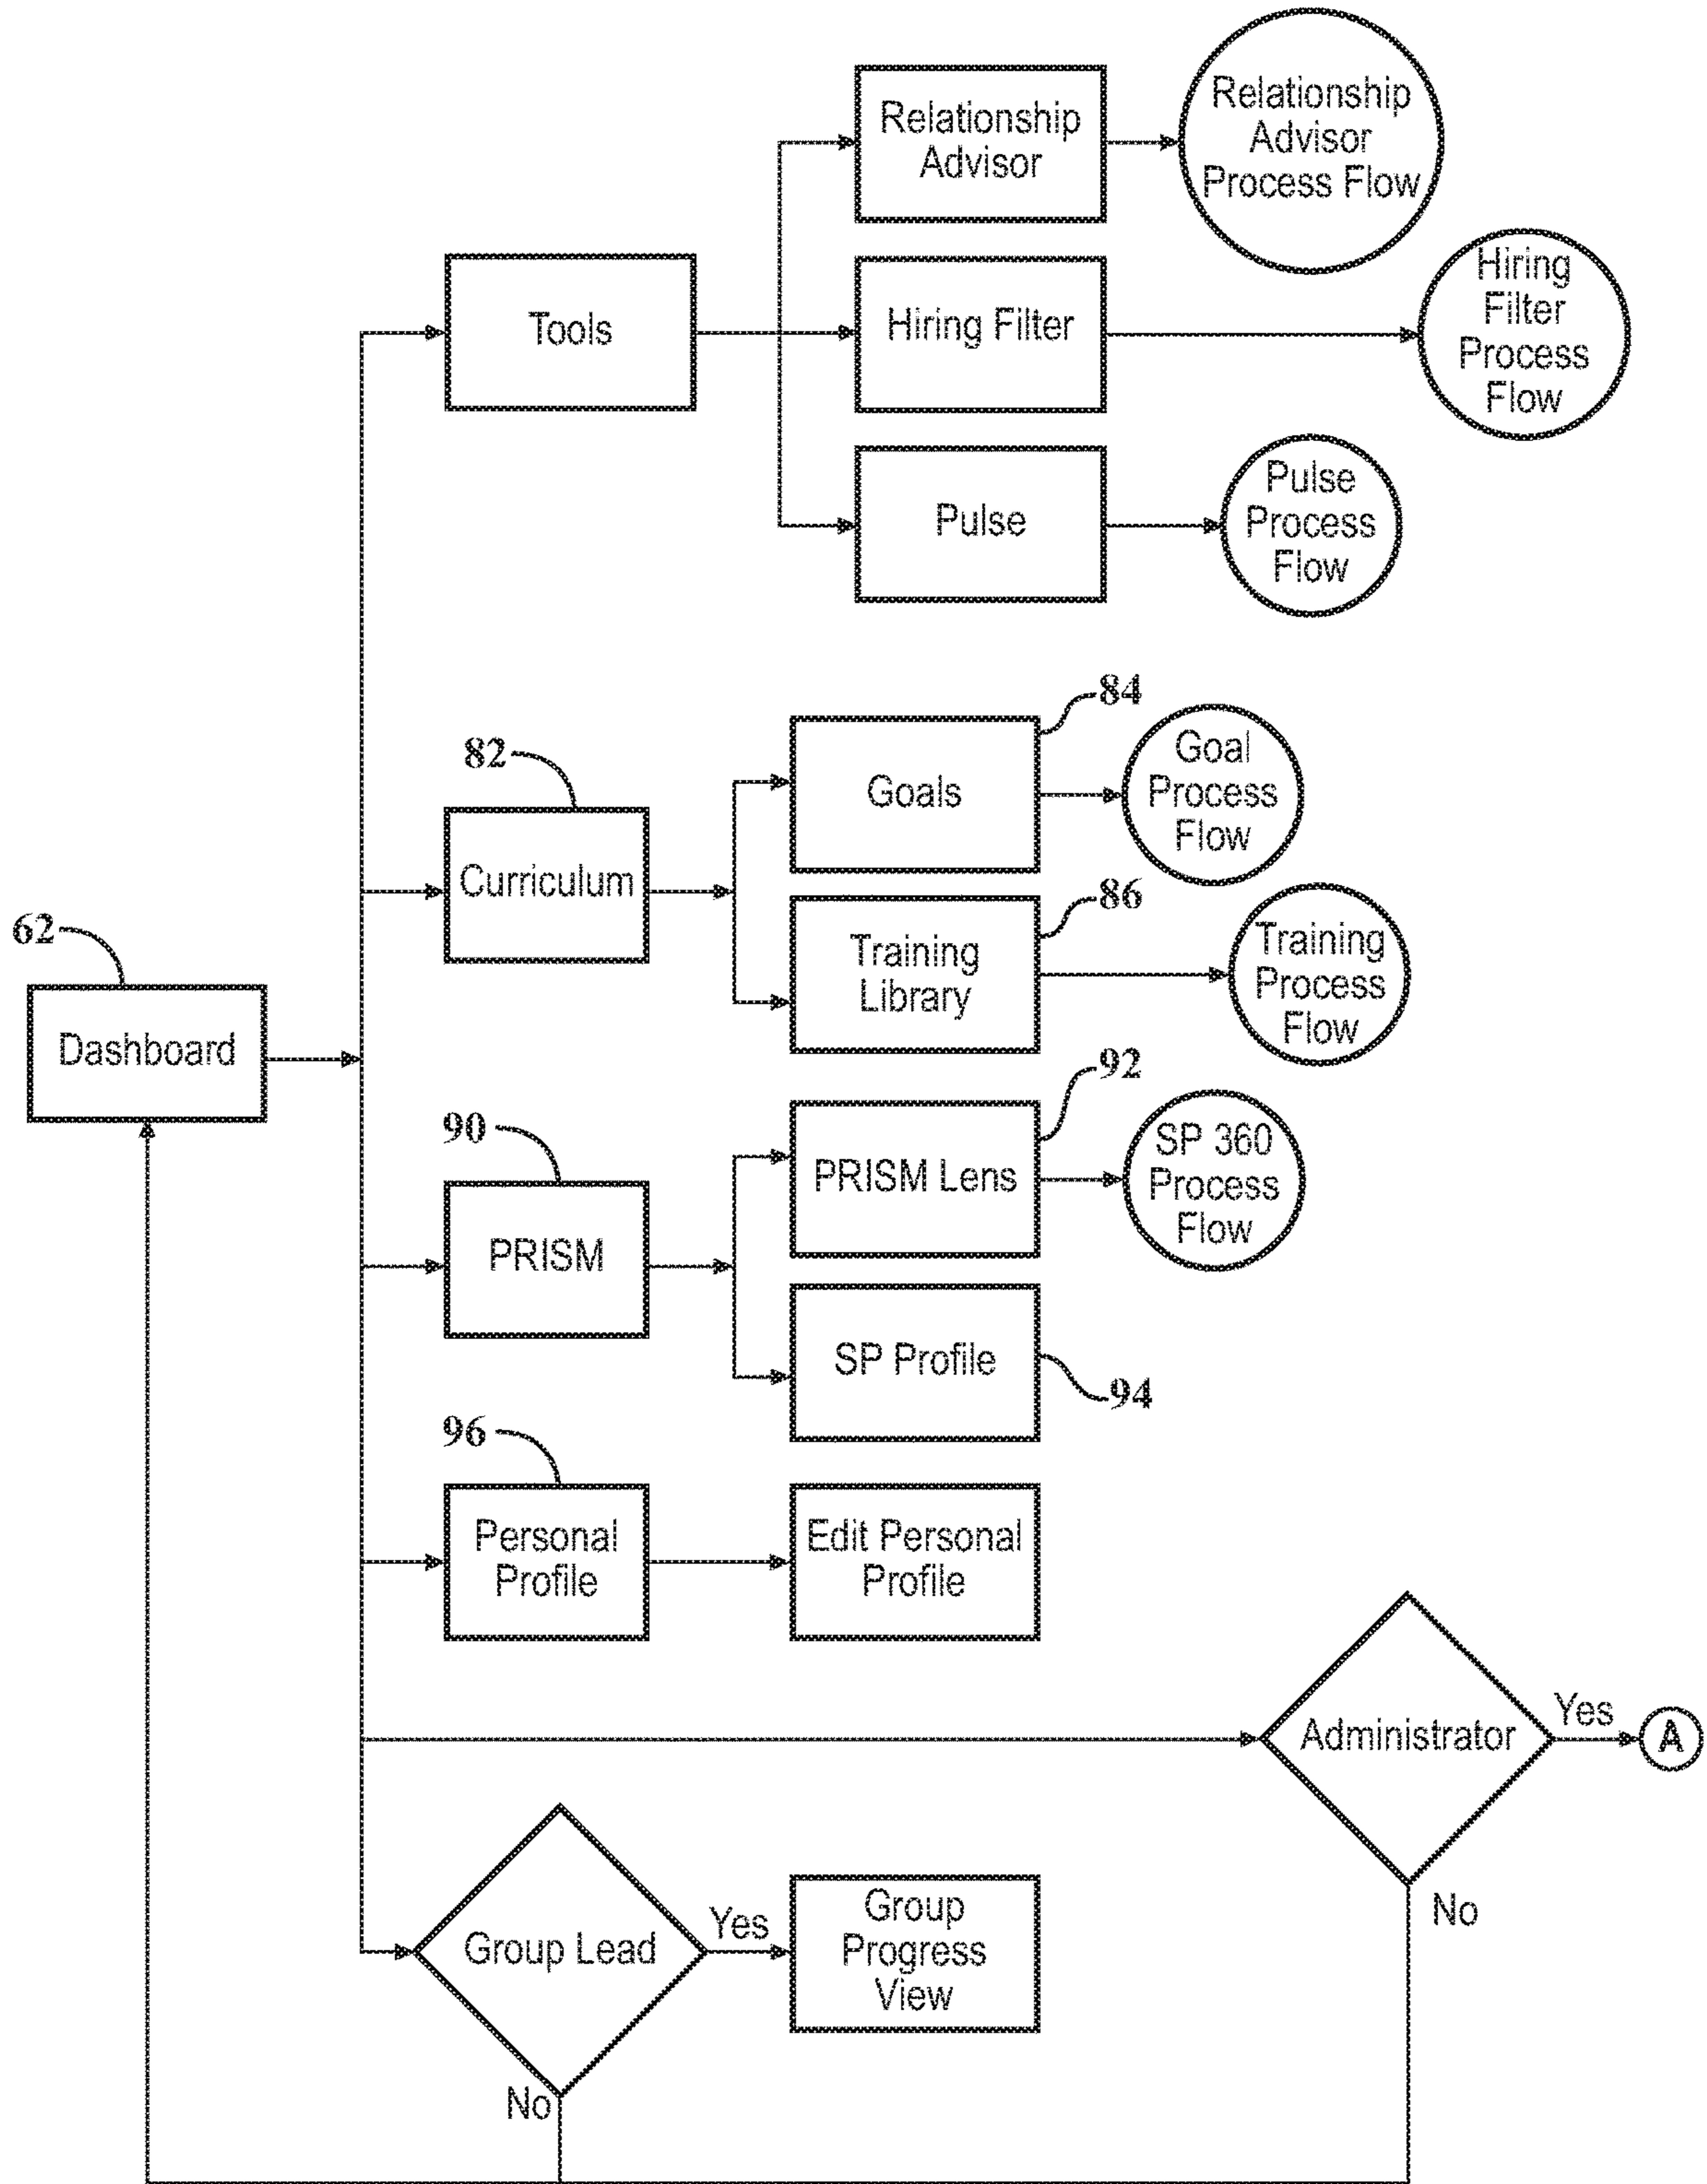 Relationship
Advisor
Relationship
Advisor
Process Flow
Tools
Hiring Filter
Hiring
Filter
Process
Flow
Pulse
Pulse
Process
Flow
84
82
Goals
Goal
Process
Flow
Curriculum
86
Training
Library
Training
Process
Flow
62
Dashboard
92
90
PRISM Lens
SP 360
Process
Flow
PRISM
SP Profile
94
96
Personal
Profile
Edit Personal
Profile
Administrator
Yes
A
No
Group Lead
Yes
Group
Progress
View
No